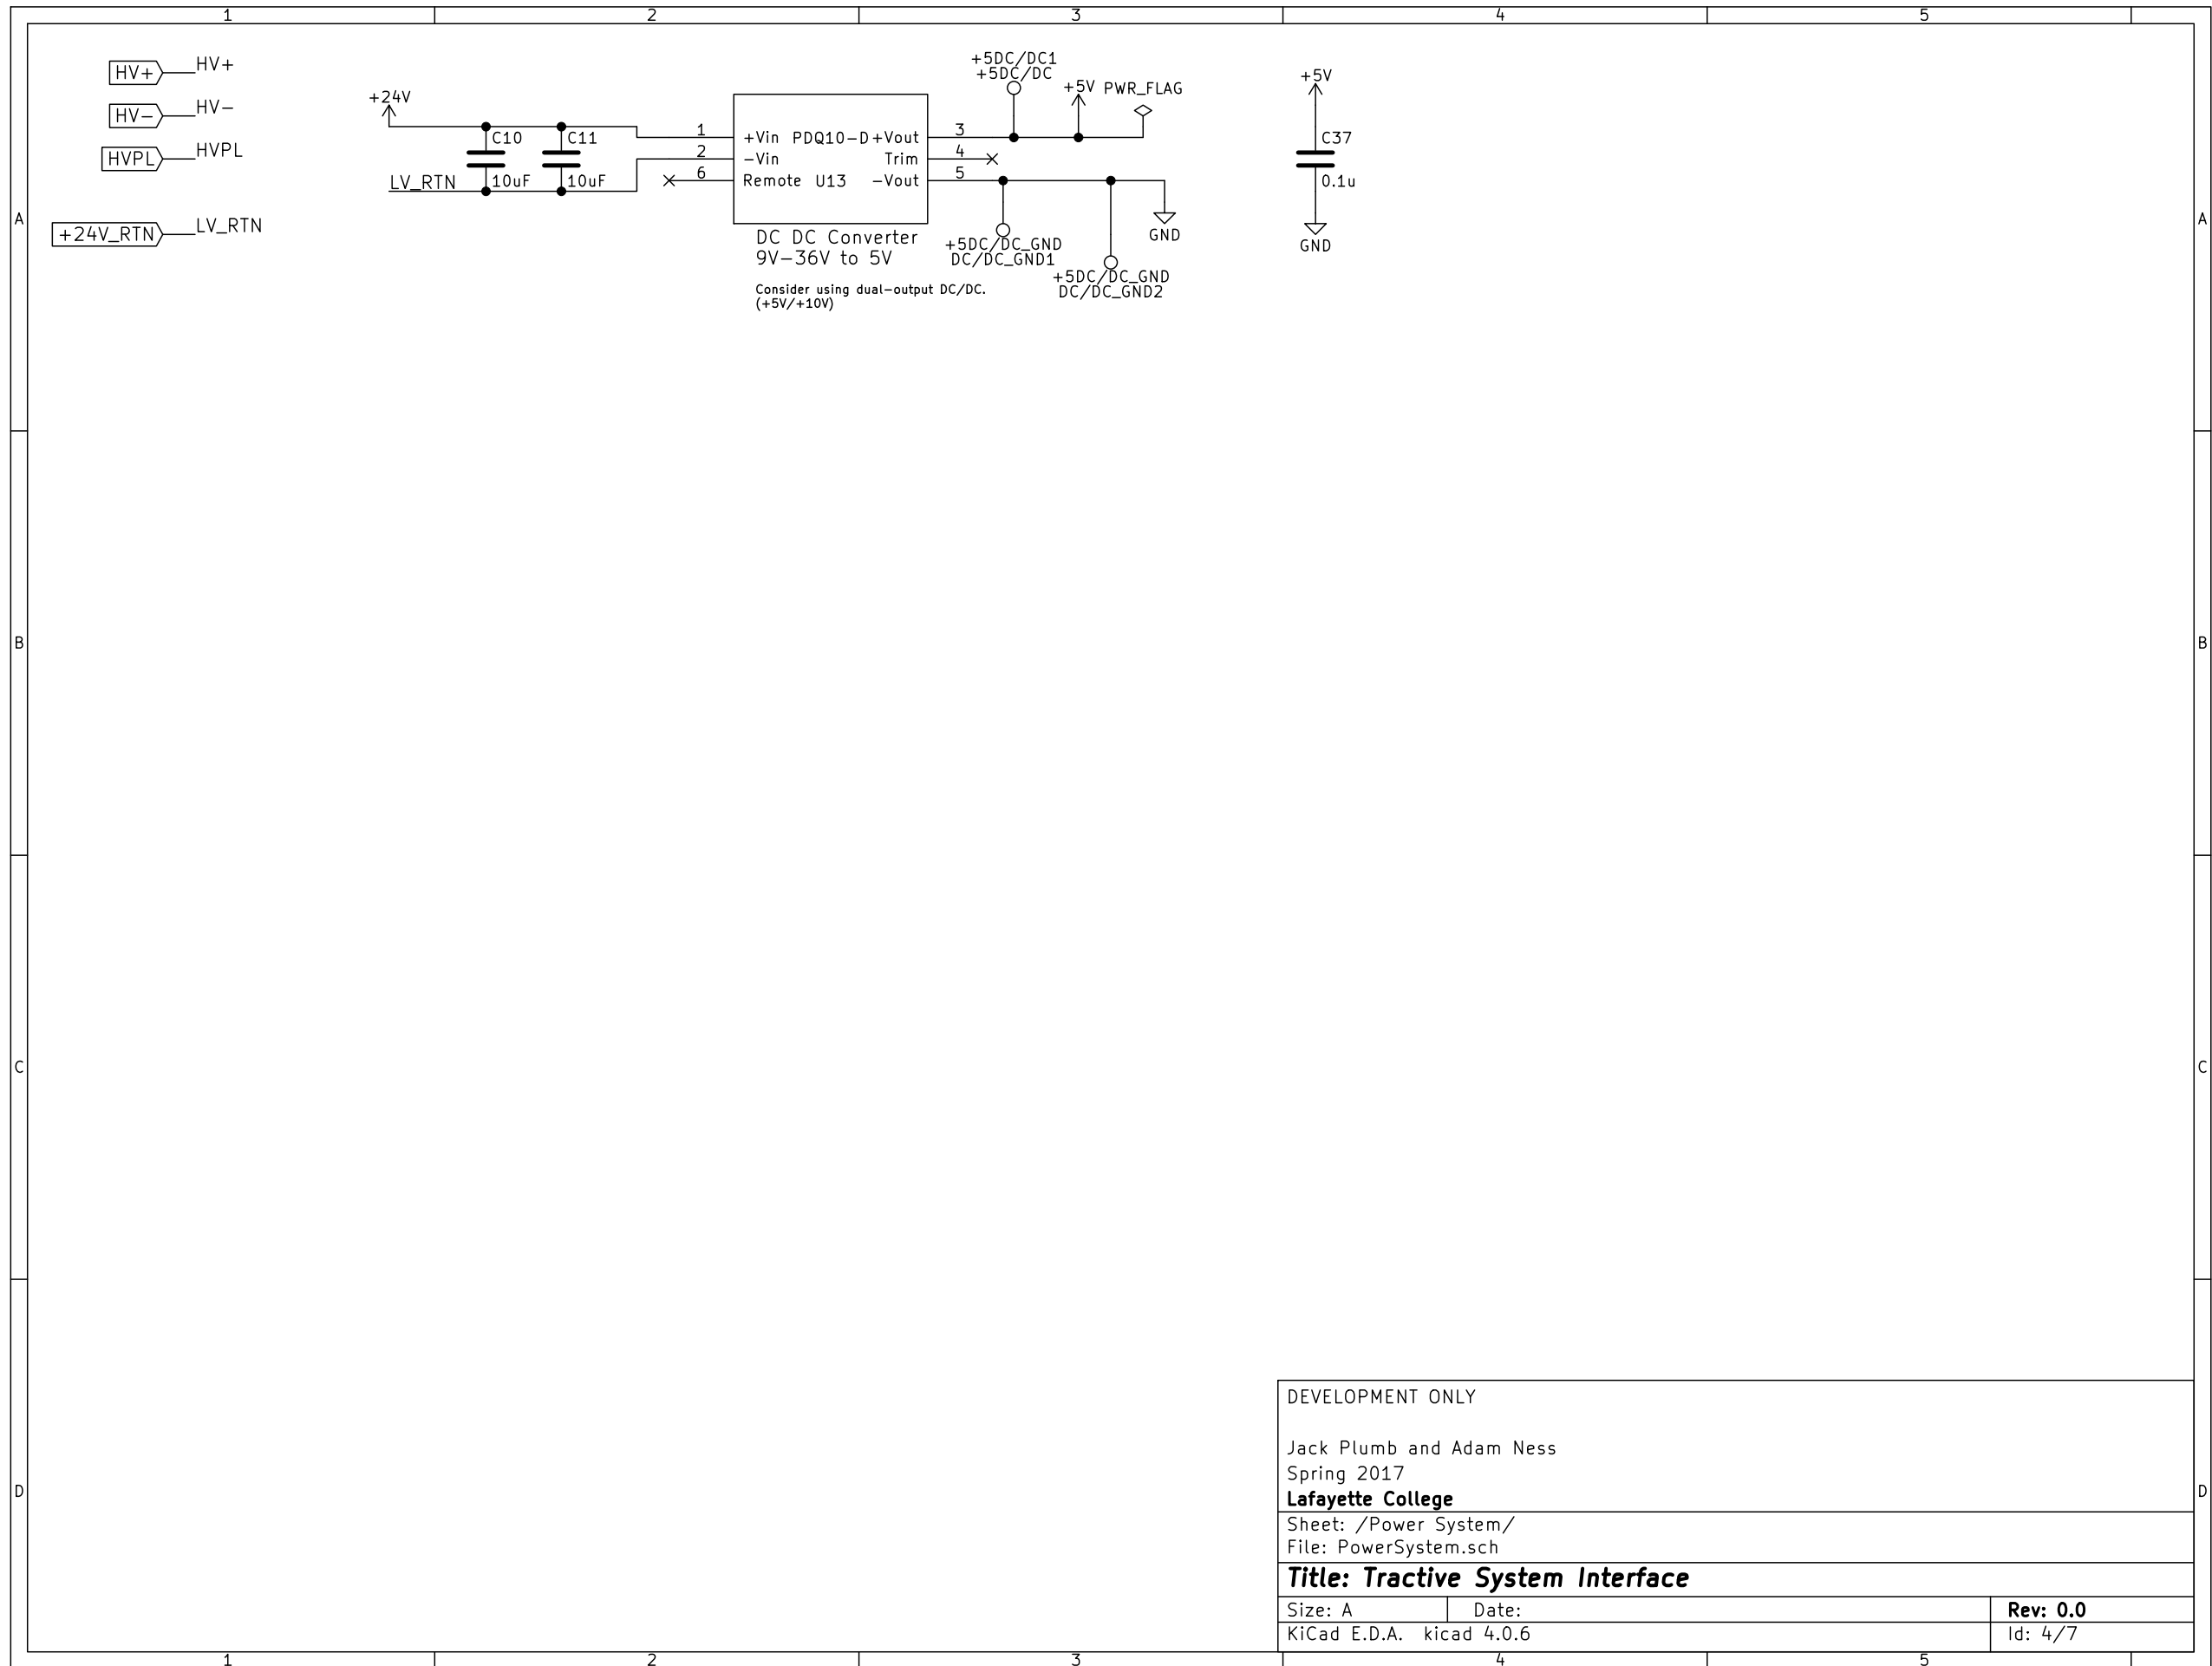 1 2 3 4 5
A A
B B
C C
D D
HV+ HV+
HV- HV-
HVPL HVPL
+24V_RTN LV_RTN
+24V
C10
10uF
C11
10uF
LV_RTN
1 +Vin PDQ10-D +Vout 3
2 -Vin Trim 4
6 Remote U13 -Vout 5
DC DC Converter
9V-36V to 5V
Consider using dual-output DC/DC.
(+5V/+10V)
+5DC/DC1
+5DC/DC
+5V
PWR_FLAG
+5DC/DC_GND
DC/DC_GND1
+5DC/DC_GND
DC/DC_GND2
GND
+5V
C37
0.1u
GND
DEVELOPMENT ONLY
Jack Plumb and Adam Ness
Spring 2017
Lafayette College
Sheet: /Power System/
File: PowerSystem.sch
Title: Tractive System Interface
Size: A Date: Rev: 0.0
KiCad E.D.A. kicad 4.0.6 Id: 4/7
1 2 3 4 5